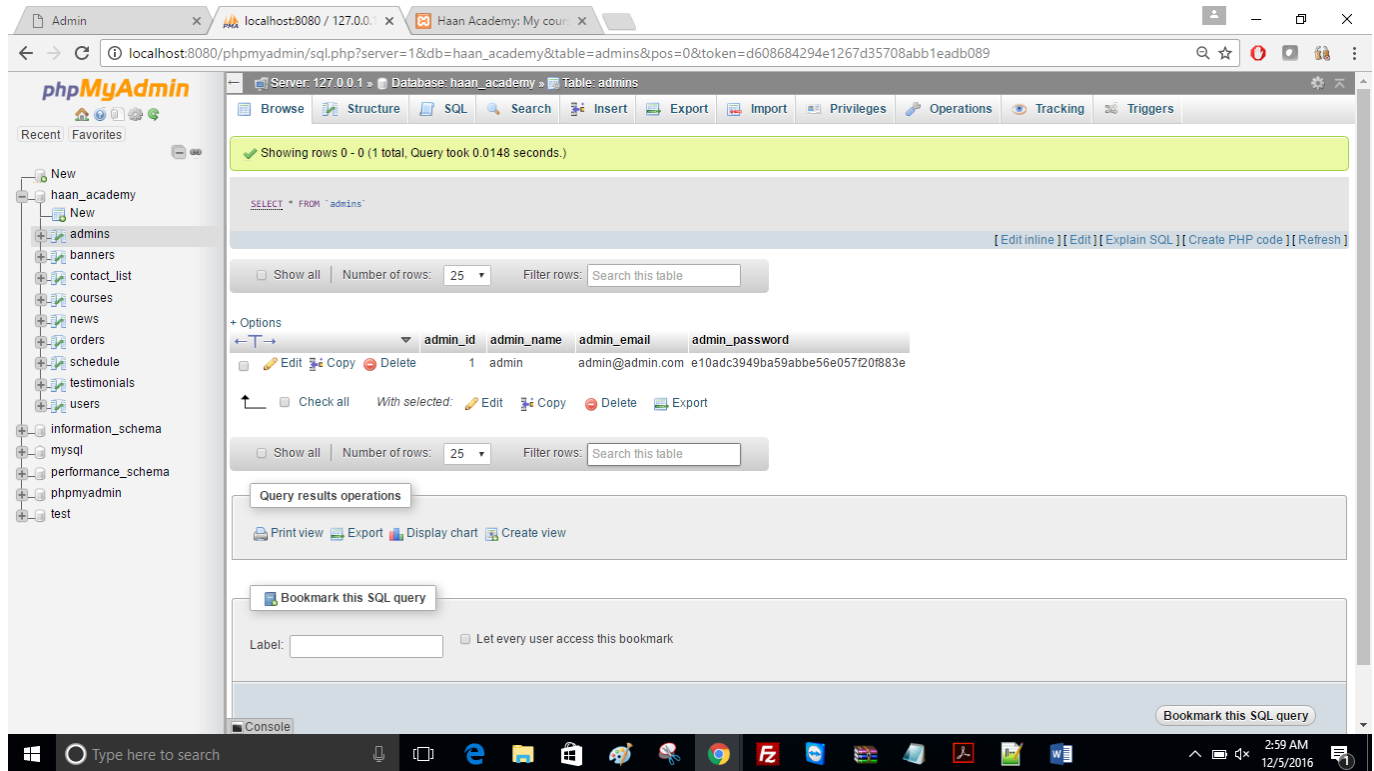 Admin
localhost:8080 / 127.0.0.1
Haan Academy: My cour
localhost:8080/phpmyadmin/sql.php?server=1&db=haan_academy&table=admins&pos=0&token=d608684294e1267d35708abb1eadb089
phpMyAdmin
Recent Favorites
New
haan_academy
New
admins
banners
contact_list
courses
news
orders
schedule
testimonials
users
information_schema
mysql
performance_schema
phpmyadmin
test
Server: 127.0.0.1 » Database: haan_academy » Table: admins
Browse Structure SQL Search Insert Export Import Privileges Operations Tracking Triggers
Showing rows 0 - 0 (1 total, Query took 0.0148 seconds.)
SELECT * FROM `admins`
[ Edit inline ] [ Edit ] [ Explain SQL ] [ Create PHP code ] [ Refresh ]
Show all Number of rows: 25 Filter rows: Search this table
+ Options
←T→ admin_id admin_name admin_email admin_password
Edit Copy Delete 1 admin admin@admin.com e10adc3949ba59abbe56e057f20f883e
Check all With selected: Edit Copy Delete Export
Show all Number of rows: 25 Filter rows: Search this table
Query results operations
Print view Export Display chart Create view
Bookmark this SQL query
Label: Let every user access this bookmark
Bookmark this SQL query
Console
Type here to search
2:59 AM
12/5/2016
1